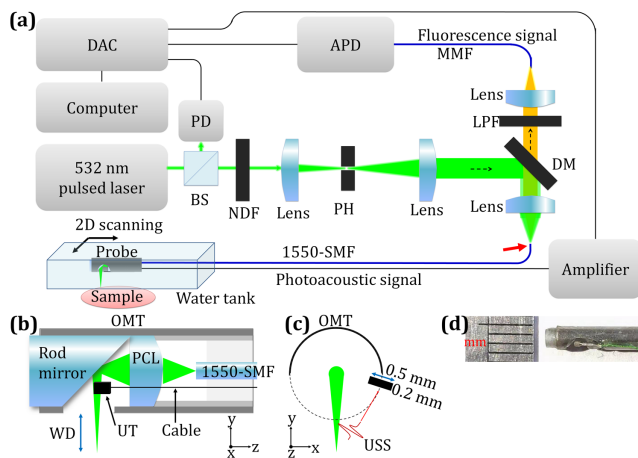 (a)
DAC
APD
Fluorescence signal
MMF
Computer
PD
Lens
LPF
532 nm
pulsed laser
BS
NDF
Lens
PH
Lens
DM
Lens
2D scanning
Probe
1550-SMF
Photoacoustic signal
Amplifier
Sample
Water tank
(b)
OMT
Rod
mirror
PCL
1550-SMF
WD
UT
Cable
y
x
z
(c)
OMT
0.5 mm
0.2 mm
USS
y
z
x
(d)
mm